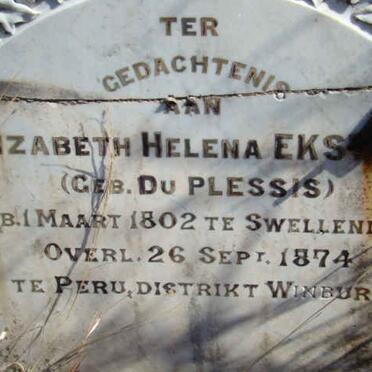 TER
GEDACHTENIS
AAN
IZABETH HELENA EKS
(GEB. DU PLESSIS)
B. 1 MAART 1802 TE SWELLEN
OVERL. 26 SEPT. 1874
TE PERU, DISTRIKT WINBUR